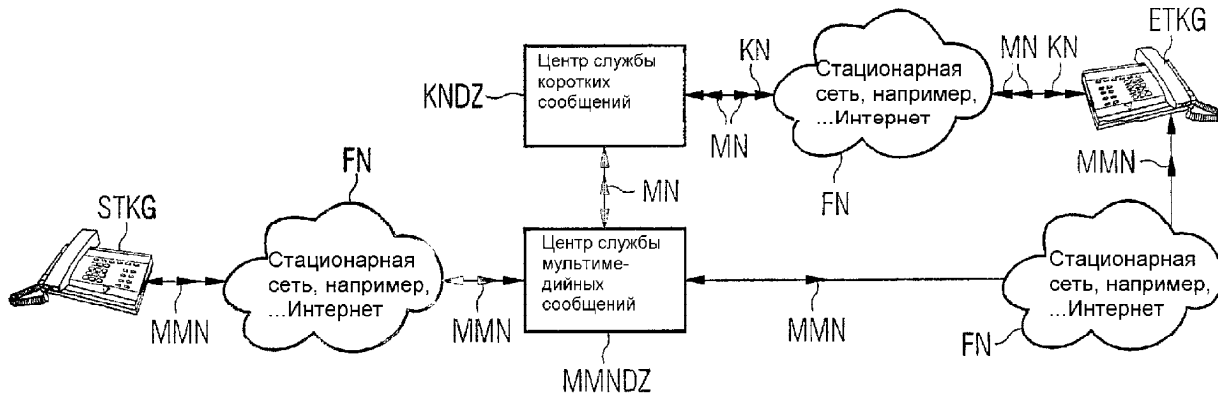 ETKG
KN
MN KN
Центр службы
коротких
сообщений
KNDZ
Стационарная
сеть, например,
...Интернет
MN
FN
MMN
FN
MN
STKG
Стационарная
сеть, например,
...Интернет
Центр службы
мультиме-
дийных
сообщений
Стационарная
сеть, например,
...Интернет
MMN
MMN
MMN
FN
MMNDZ